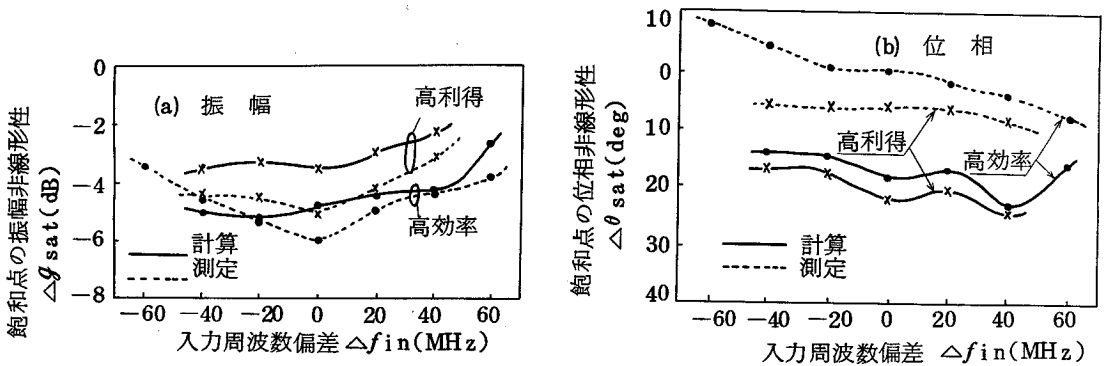 飽和点の振幅非線形性
△gsat(dB)
0
−2
−4
−6
−8
(a) 振幅
高利得
高効率
計算
測定
−60 −40 −20 0 20 40 60
入力周波数偏差 △fin(MHz)
飽和点の位相非線形性
△θsat(deg)
10
0
10
20
30
40
(b) 位相
高利得
高効率
計算
測定
−60 −40 −20 0 20 40 60
入力周波数偏差 △fin(MHz)